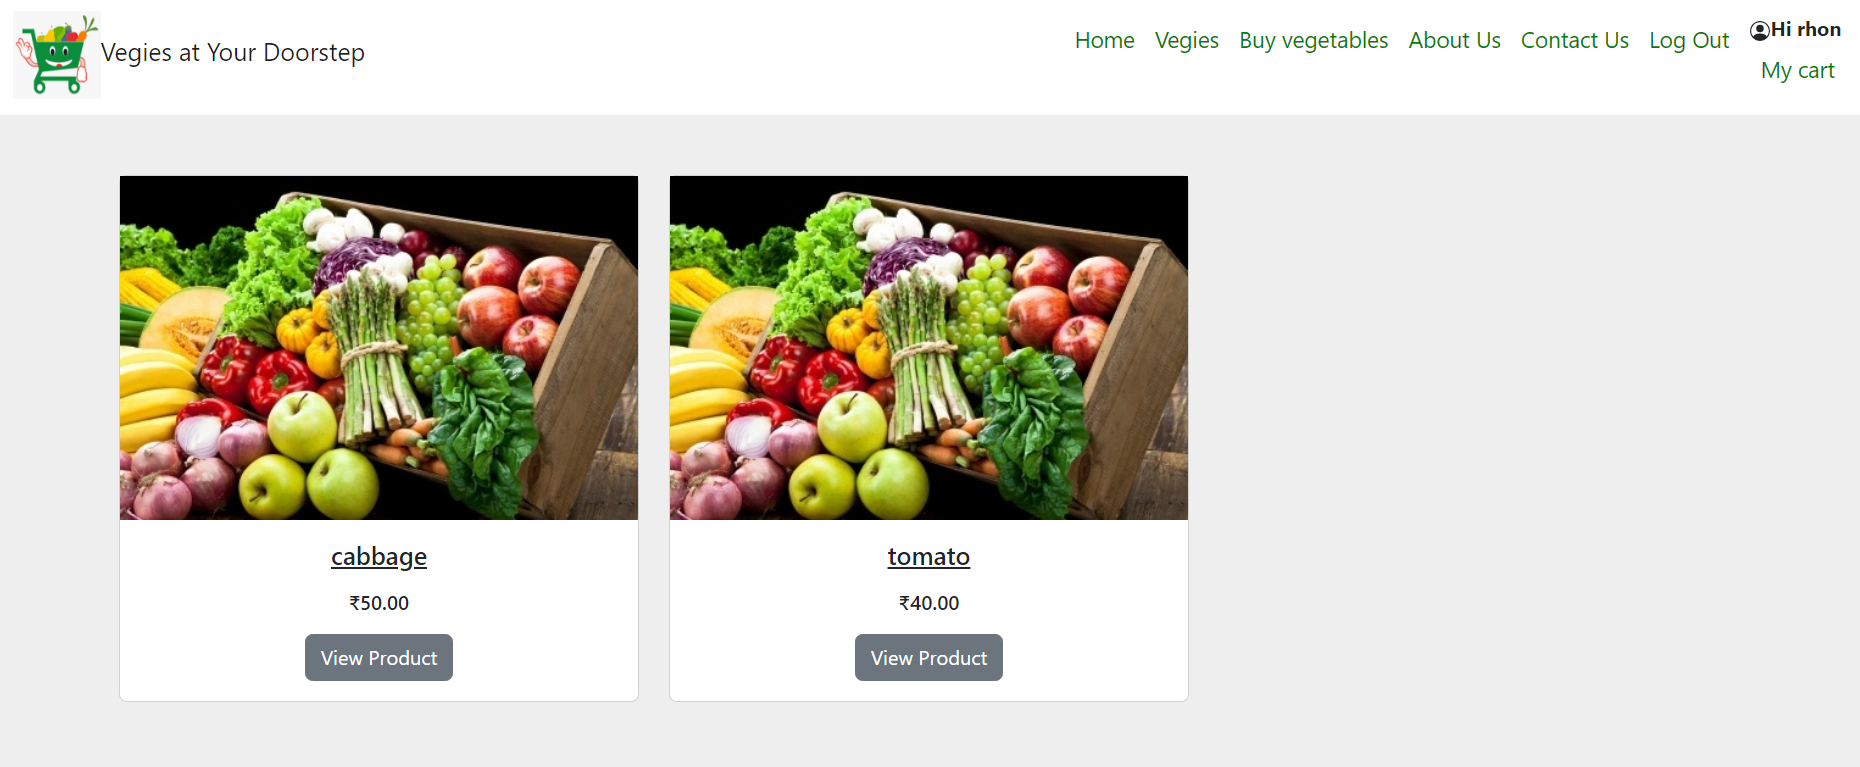 Vegies at Your Doorstep
Home Vegies Buy vegetables About Us Contact Us Log Out Hi rhon
My cart
cabbage
₹50.00
View Product
tomato
₹40.00
View Product